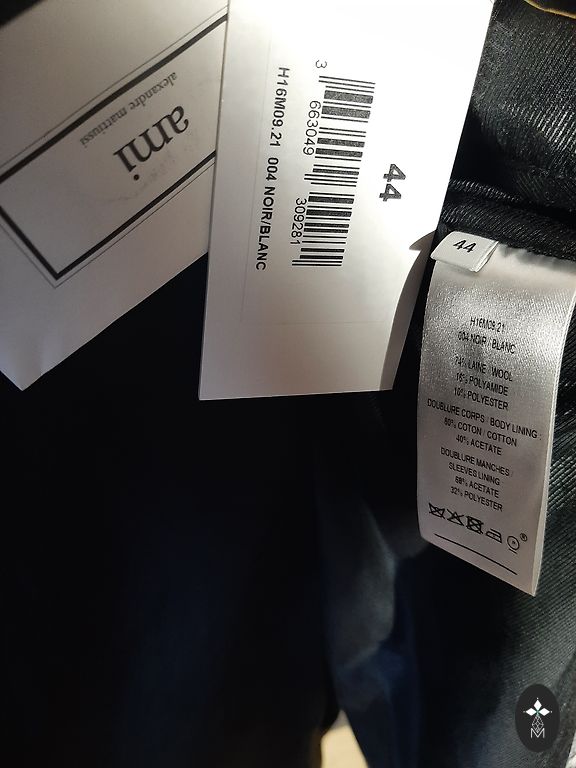 ami
alexandre mattiussi
44
3 663049 309281
H16M09.21 004 NOIR/BLANC
44
H16M09.21
004 NOIR / BLANC
74% LAINE / WOOL
16% POLYAMIDE
10% POLYESTER
DOUBLURE CORPS / BODY LINING :
60% COTON / COTTON
40% ACETATE
DOUBLURE MANCHES /
SLEEVES LINING
68% ACETATE
32% POLYESTER
M